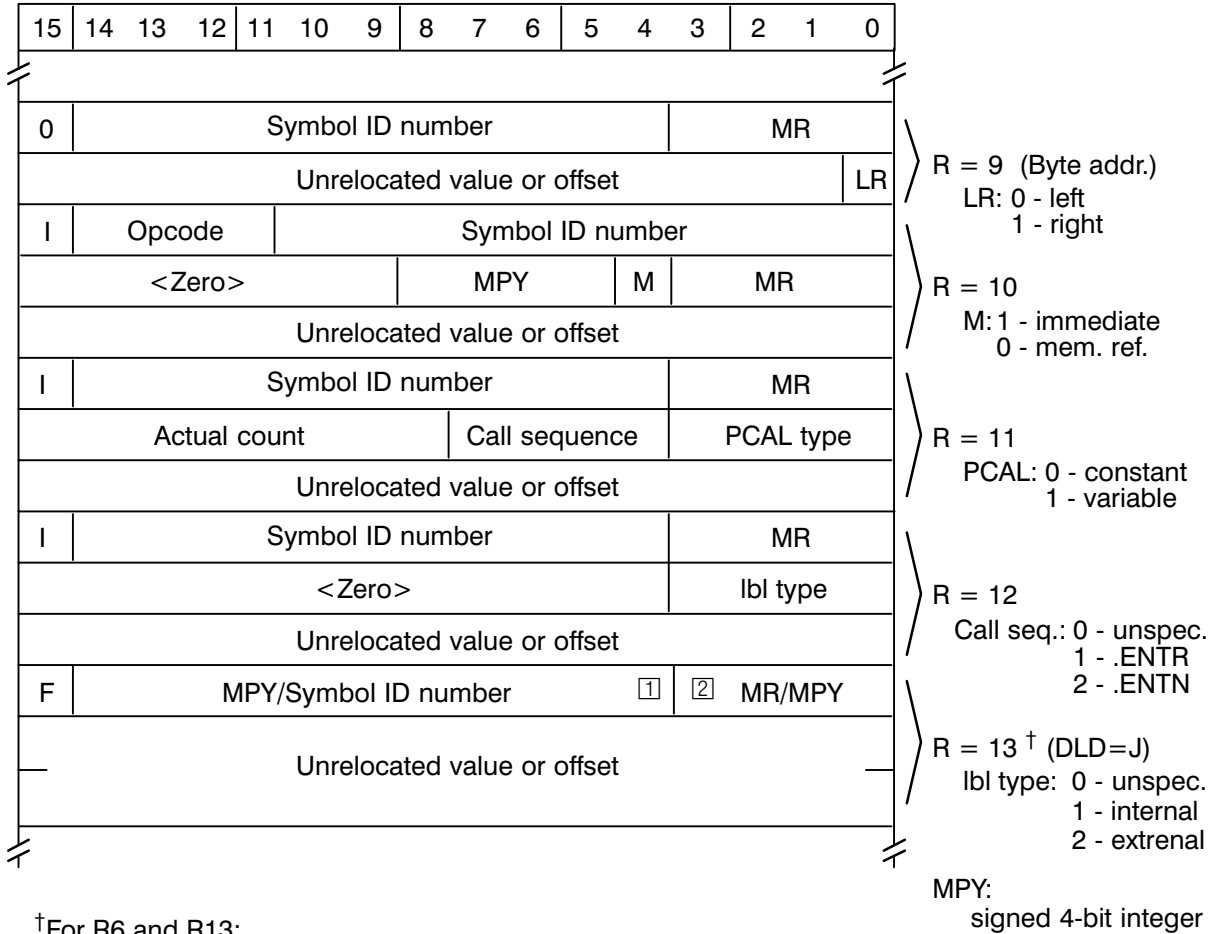 15 14 13 12 11 10 9 8 7 6 5 4 3 2 1 0
0 Symbol ID number MR
Unrelocated value or offset LR
R = 9 (Byte addr.)
LR: 0 - left
1 - right
I Opcode Symbol ID number
<Zero> MPY M MR
Unrelocated value or offset
R = 10
M: 1 - immediate
0 - mem. ref.
I Symbol ID number MR
Actual count Call sequence PCAL type
Unrelocated value or offset
R = 11
PCAL: 0 - constant
1 - variable
I Symbol ID number MR
<Zero> lbl type
Unrelocated value or offset
R = 12
Call seq.: 0 - unspec.
1 - .ENTR
2 - .ENTN
F MPY/Symbol ID number 1 2 MR/MPY
Unrelocated value or offset
R = 13 † (DLD=J)
lbl type: 0 - unspec.
1 - internal
2 - extrenal
MPY:
signed 4-bit integer
†For R6 and R13: